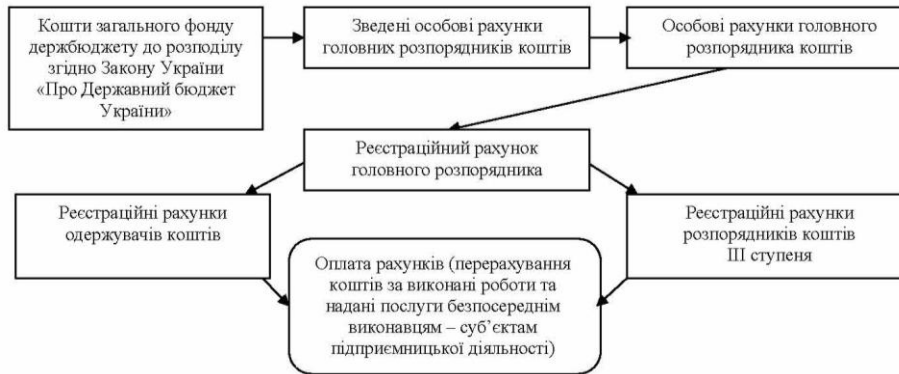 Кошти загального фонду
держбюджету до розподілу
згідно Закону України
«Про Державний бюджет
України»
Зведені особові рахунки
головних розпорядників коштів
Особові рахунки головного
розпорядника коштів
Реєстраційний рахунок
головного розпорядника
Реєстраційні рахунки
одержувачів коштів
Реєстраційні рахунки
розпорядників коштів
ІІІ ступеня
Оплата рахунків (перерахування
коштів за виконані роботи та
надані послуги безпосереднім
виконавцям – суб’єктам
підприємницької діяльності)